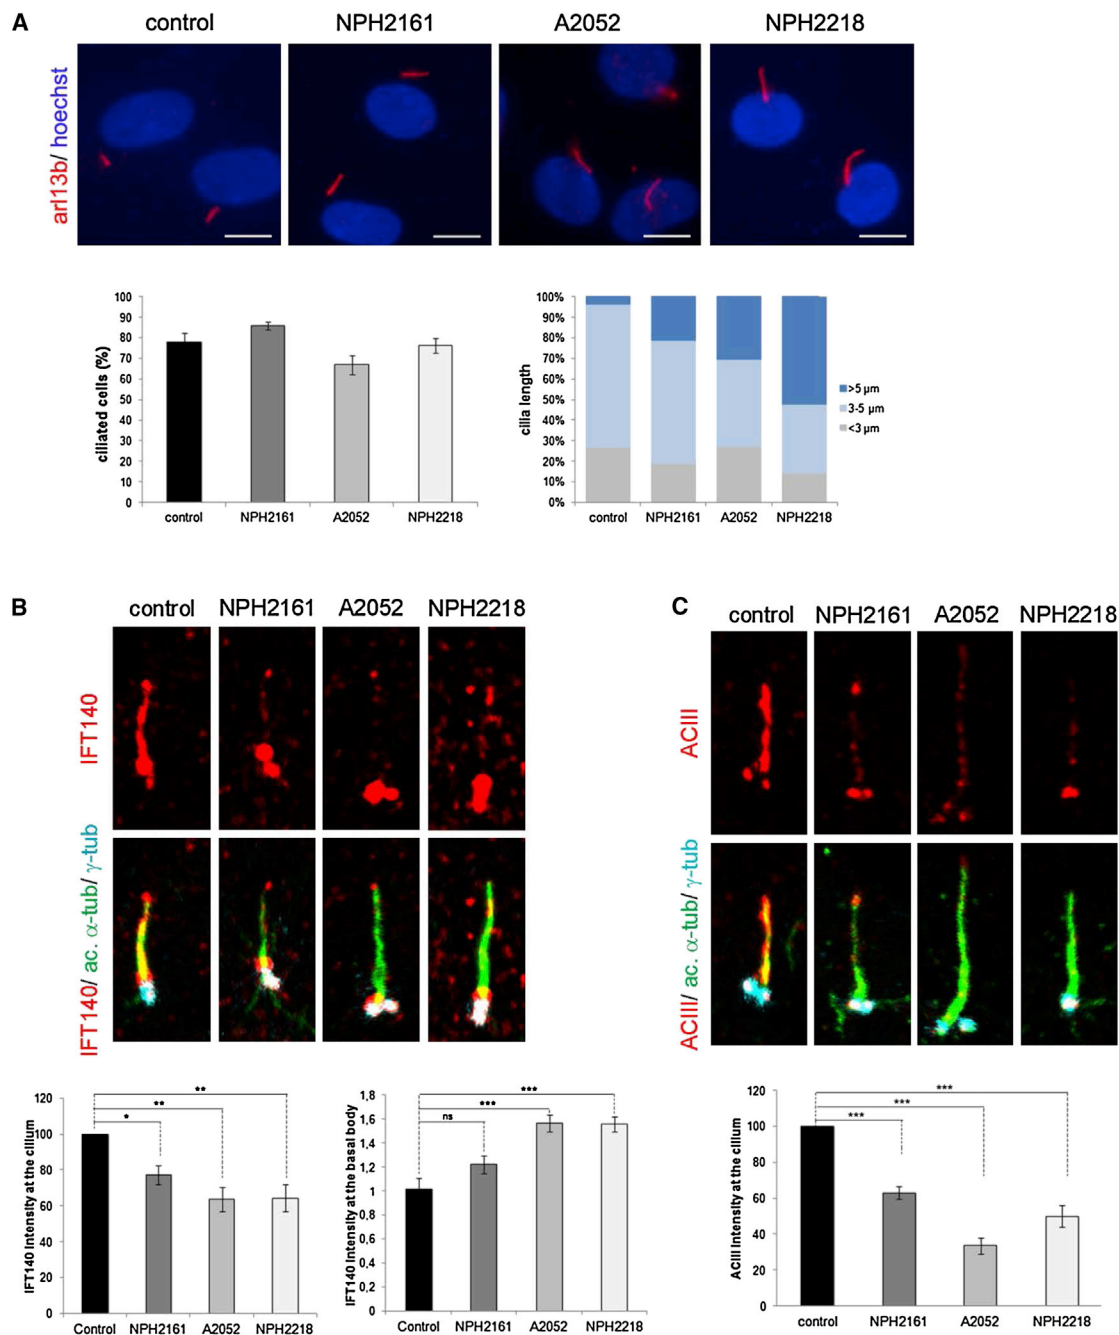 A
control NPH2161 A2052 NPH2218
arl13b/ hoechst
ciliated cells (%)
100
90
80
70
60
50
40
30
20
10
0
control NPH2161 A2052 NPH2218
cilia length
100%
90%
80%
70%
60%
50%
40%
30%
20%
10%
0%
control NPH2161 A2052 NPH2218
>5 µm
3-5 µm
<3 µm
B
control NPH2161 A2052 NPH2218
IFT140
IFT140/ ac. α-tub/ γ-tub
IFT140 Intensity at the cilium
120
100
80
60
40
20
0
**
**
*
Control NPH2161 A2052 NPH2218
IFT140 Intensity at the basal body
1,8
1,6
1,4
1,2
1
0,8
0,6
0,4
0,2
0
***
***
ns
Control NPH2161 A2052 NPH2218
C
control NPH2161 A2052 NPH2218
ACIII
ACIII/ ac. α-tub/ γ-tub
ACIII Intensity at the cilium
120
100
80
60
40
20
0
***
***
***
control NPH2161 A2052 NPH2218